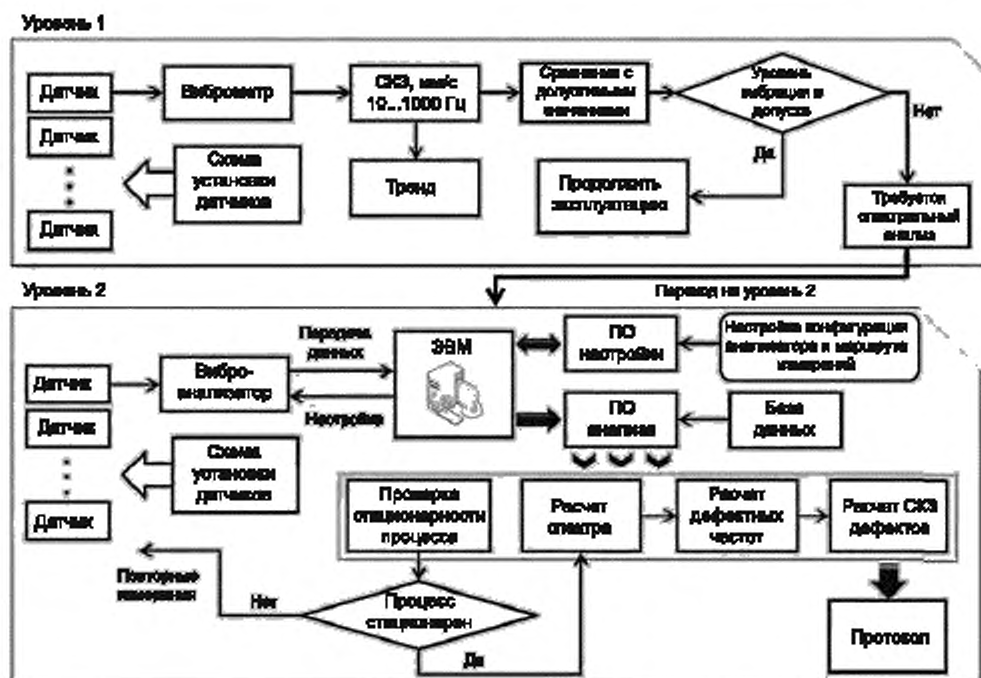 Уровень 1
Датчик
Датчик
Датчик
Виброметр
Схема
установки
датчиков
СКЗ, мм/с
10...1000 Гц
Тренд
Сравнение с
допустимыми
значениями
Уровень
вибрации в
допуске
Да
Нет
Продолжить
эксплуатацию
Требуется
спектральный
анализ
Переход на уровень 2
Уровень 2
Датчик
Датчик
Датчик
Вибро-
анализатор
Схема
установки
датчиков
Передача
данных
Настройка
ЭВМ
ПО
настройки
Настройка конфигурации
анализатора и маршрута
измерений
ПО
анализа
База
данных
Проверка
стационарности
процесса
Расчет
спектра
Расчет
дефектных
частот
Расчет СКЗ
дефектов
Повторные
измерения
Нет
Процесс
стационарен
Да
Протокол